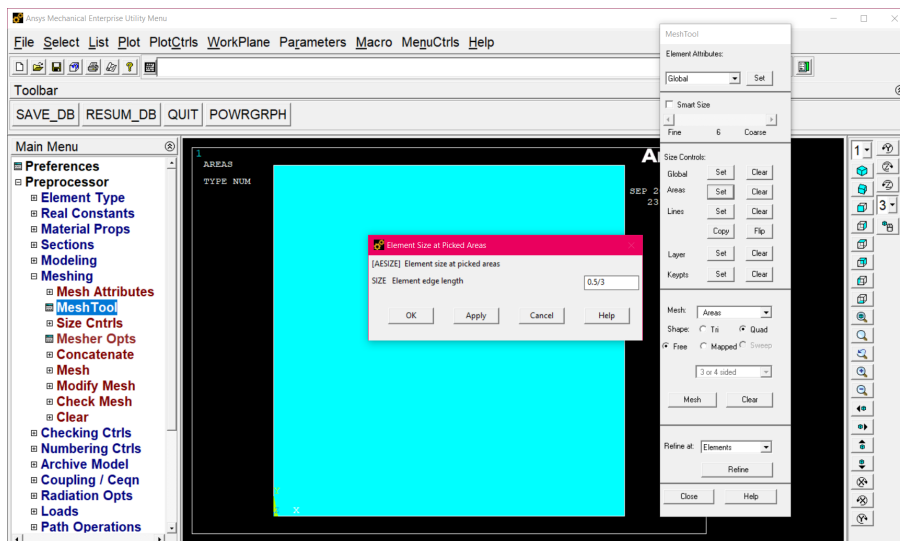 Ansys Mechanical Enterprise Utility Menu
File Select List Plot PlotCtrls WorkPlane Parameters Macro MenuCtrls Help
Toolbar
SAVE_DB RESUM_DB QUIT POWRGRPH
Main Menu
Preferences
Preprocessor
Element Type
Real Constants
Material Props
Sections
Modeling
Meshing
Mesh Attributes
MeshTool
Size Cntrls
Mesher Opts
Concatenate
Mesh
Modify Mesh
Check Mesh
Clear
Checking Ctrls
Numbering Ctrls
Archive Model
Coupling / Ceqn
Radiation Opts
Loads
Path Operations
1
AREAS
TYPE NUM
A
SEP 2
23
X
Element Size at Picked Areas
[AESIZE] Element size at picked areas
SIZE Element edge length 0.5/3
OK Apply Cancel Help
MeshTool
Element Attributes:
Global Set
Smart Size
Fine 6 Coarse
Size Controls:
Global Set Clear
Areas Set Clear
Lines Set Clear
Copy Flip
Layer Set Clear
Keypts Set Clear
Mesh: Areas
Shape: Tri Quad
Free Mapped Sweep
3 or 4 sided
Mesh Clear
Refine at: Elements
Refine
Close Help
1
3